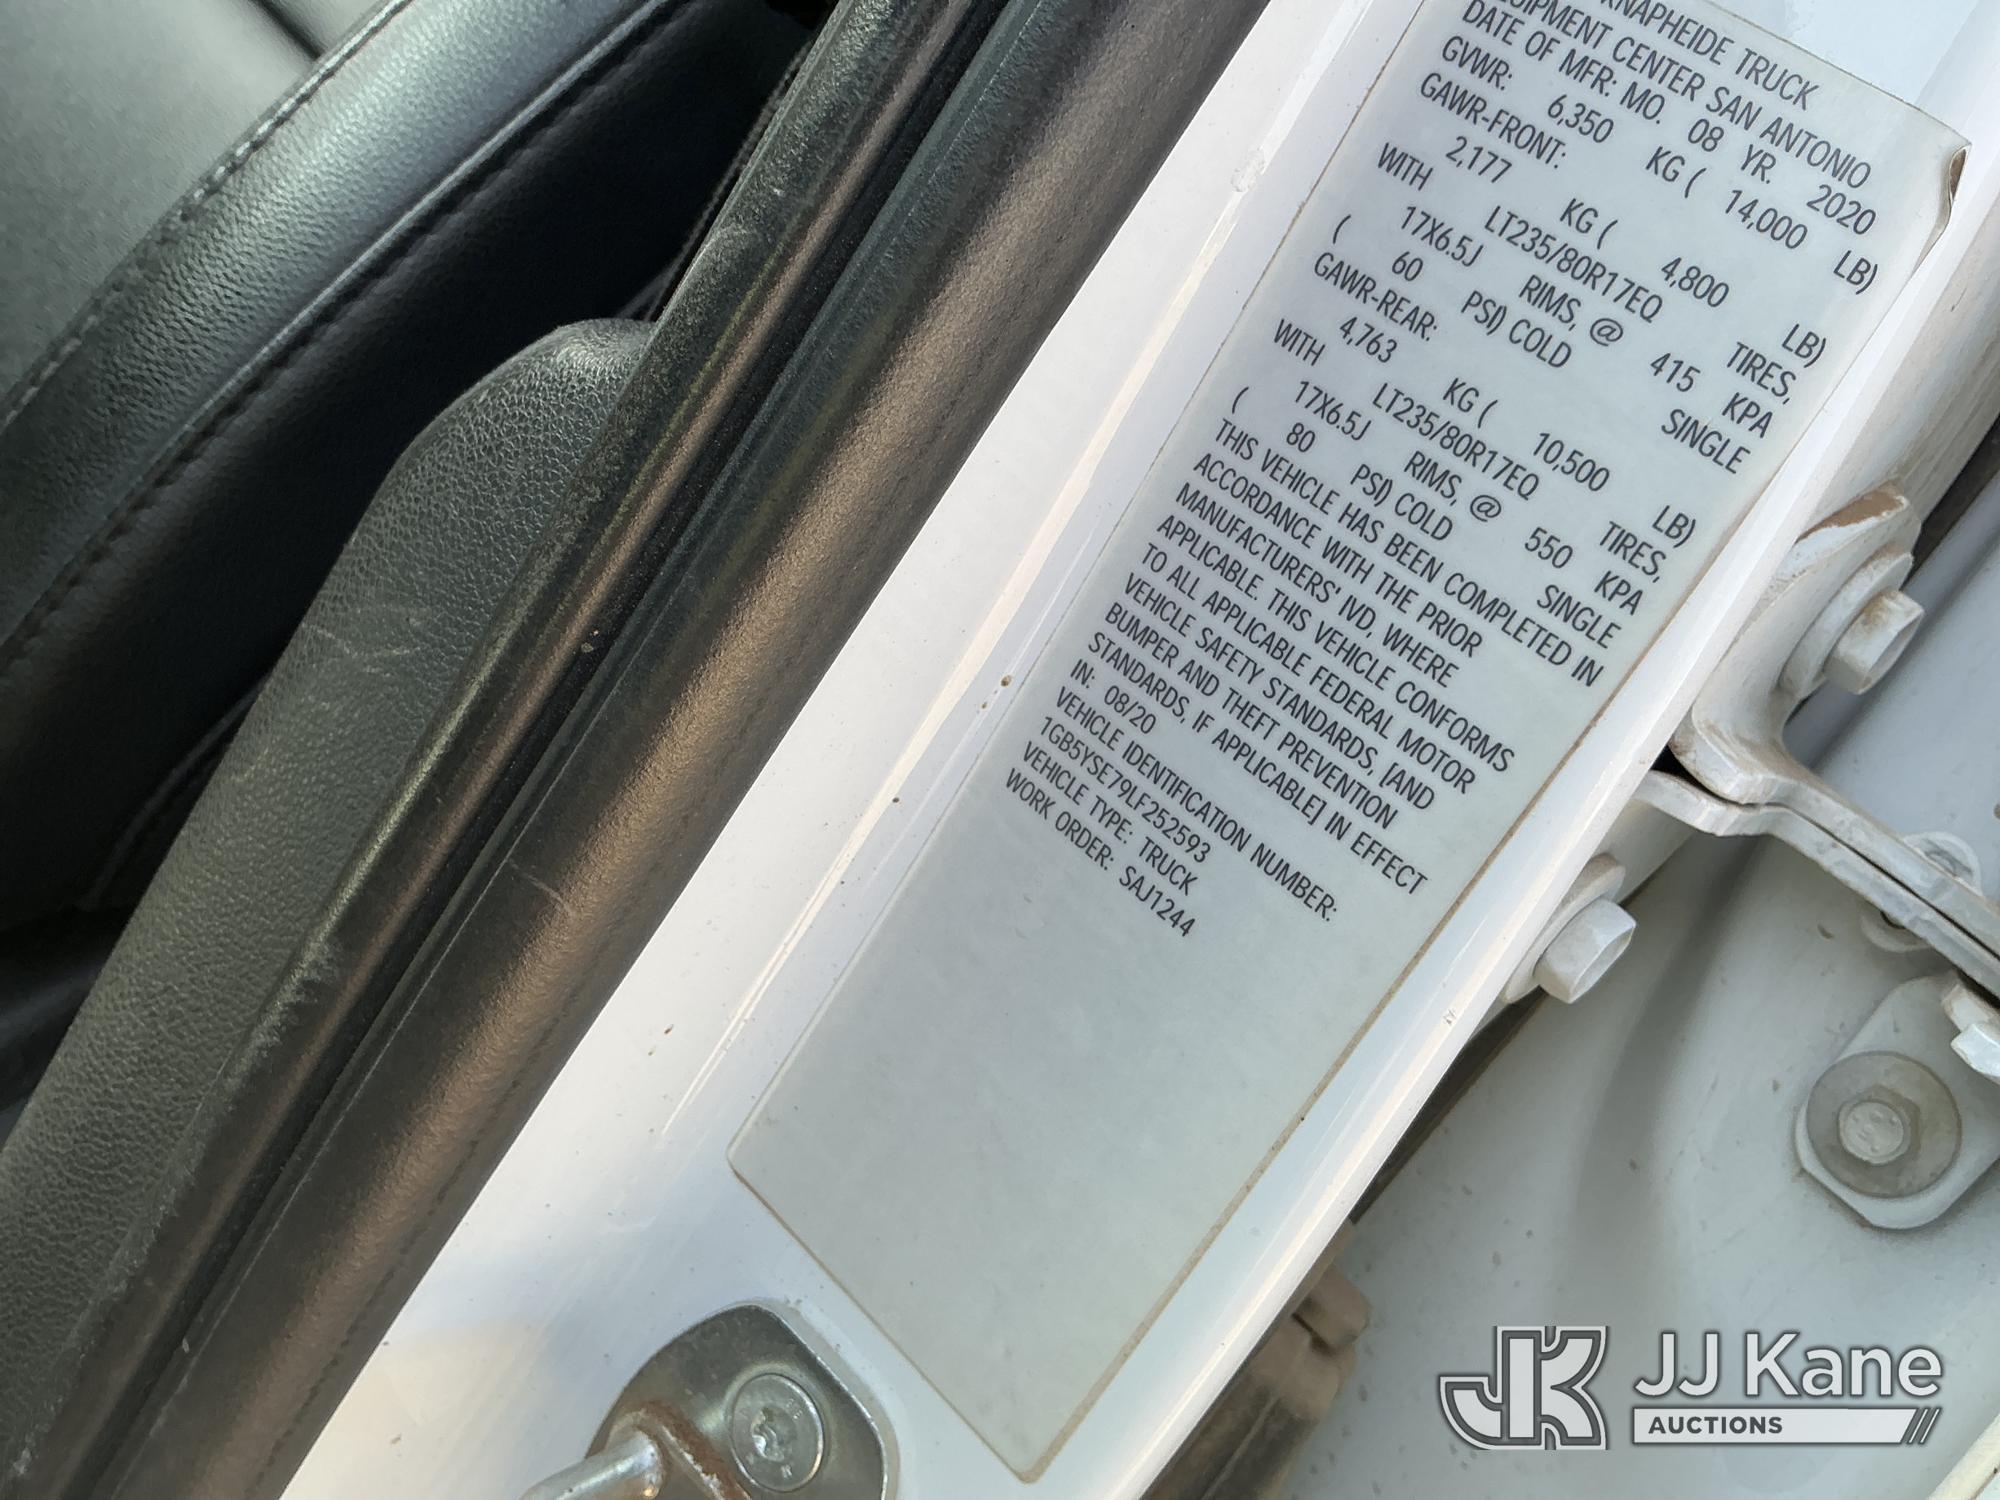 KNAPHEIDE TRUCK
EQUIPMENT CENTER SAN ANTONIO
DATE OF MFR: MO. 08 YR. 2020
GVWR: 6,350 KG ( 14,000 LB)
GAWR-FRONT:
2,177 KG ( 4,800 LB)
WITH LT235/80R17EQ TIRES,
17X6.5J RIMS, @ 415 KPA
( 60 PSI) COLD SINGLE
GAWR-REAR:
4,763 KG ( 10,500 LB)
WITH LT235/80R17EQ TIRES,
17X6.5J RIMS, @ 550 KPA
( 80 PSI) COLD SINGLE
THIS VEHICLE HAS BEEN COMPLETED IN
ACCORDANCE WITH THE PRIOR
MANUFACTURERS' IVD, WHERE
APPLICABLE. THIS VEHICLE CONFORMS
TO ALL APPLICABLE FEDERAL MOTOR
VEHICLE SAFETY STANDARDS, [AND
BUMPER AND THEFT PREVENTION
STANDARDS, IF APPLICABLE] IN EFFECT
IN: 08/20
VEHICLE IDENTIFICATION NUMBER:
1GB5YSE79LF252593
VEHICLE TYPE: TRUCK
WORK ORDER: SAJ1244
JK JJ Kane
AUCTIONS